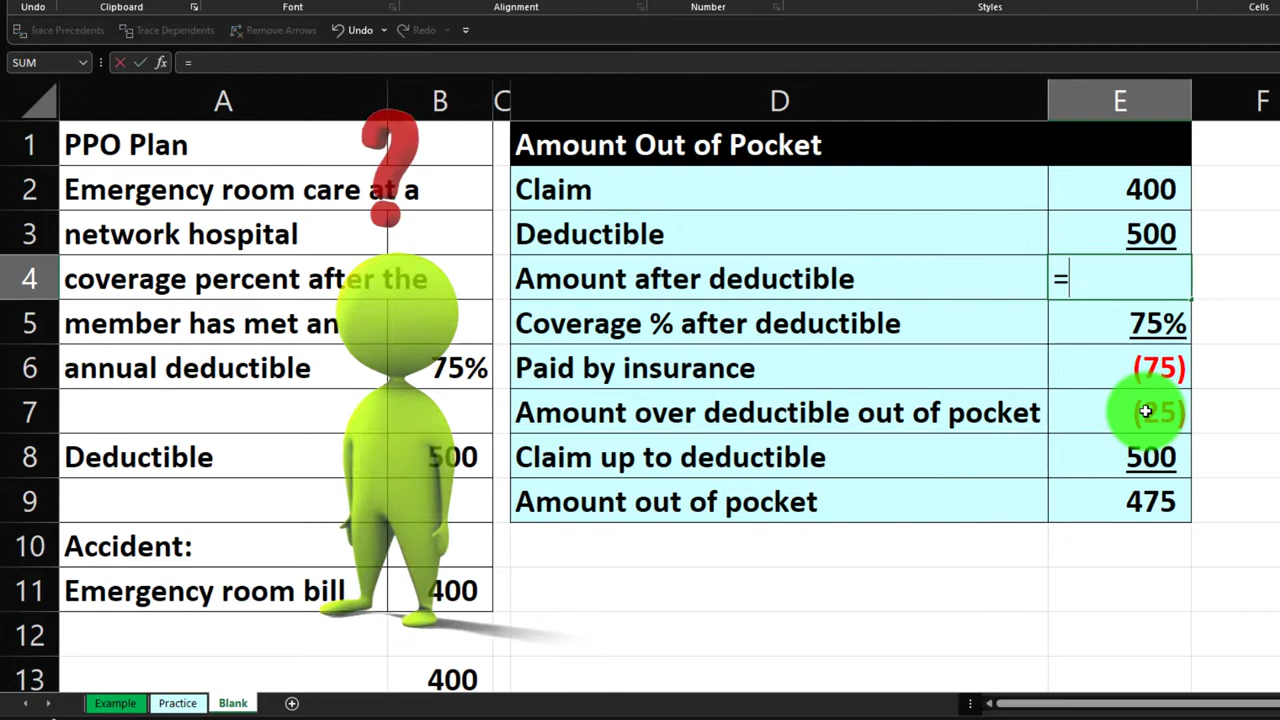 Undo Clipboard Font Alignment Number Styles Cells
Trace Precedents Trace Dependents Remove Arrows Undo Redo
SUM fx =
A B C D E F
1 PPO Plan Amount Out of Pocket
2 Emergency room care at a Claim 400
3 network hospital Deductible 500
4 coverage percent after the Amount after deductible =
5 member has met an Coverage % after deductible 75%
6 annual deductible 75% Paid by insurance (75)
7 Amount over deductible out of pocket (25)
8 Deductible 500 Claim up to deductible 500
9 Amount out of pocket 475
10 Accident:
11 Emergency room bill 400
12
13 400
Example Practice Blank